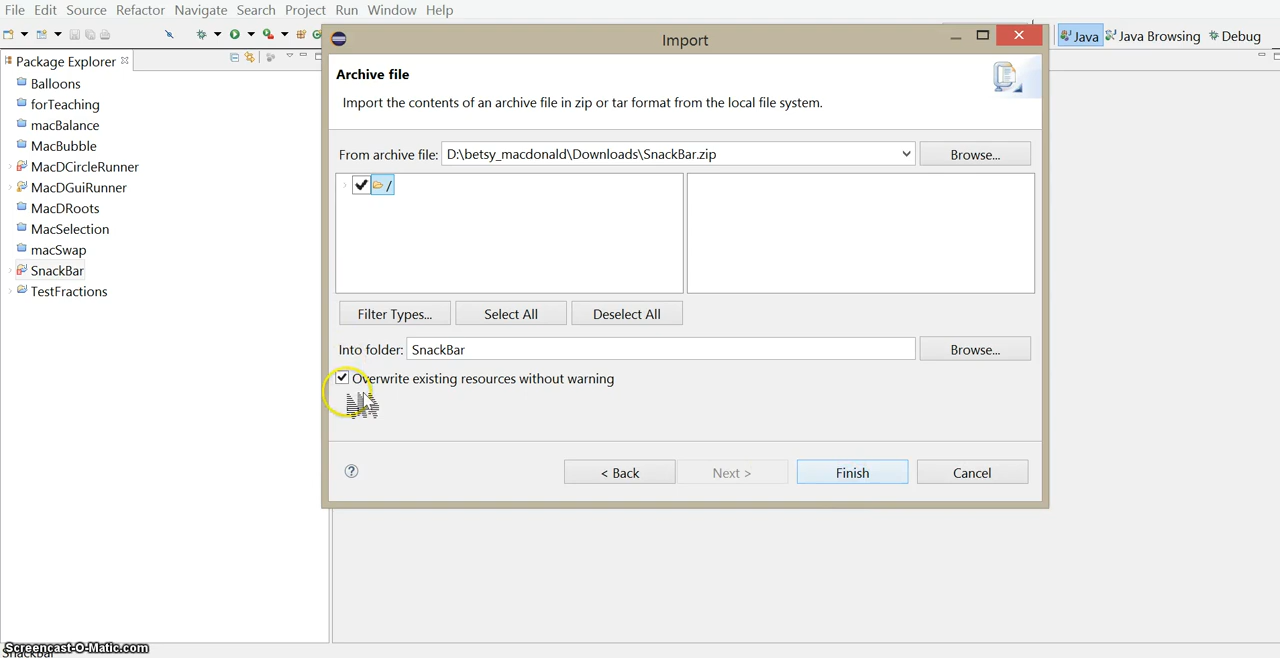 File Edit Source Refactor Navigate Search Project Run Window Help
Import
Java Java Browsing Debug
Package Explorer
Balloons
forTeaching
macBalance
macBubble
MacDCircleRunner
MacDGuiRunner
MacDRoots
MacSelection
macSwap
SnackBar
TestFractions
Archive file
Import the contents of an archive file in zip or tar format from the local file system.
From archive file: D:\betsy_macdonald\Downloads\SnackBar.zip Browse...
/
Filter Types... Select All Deselect All
Into folder: SnackBar Browse...
Overwrite existing resources without warning
? < Back Next > Finish Cancel
Screencast-O-Matic.com